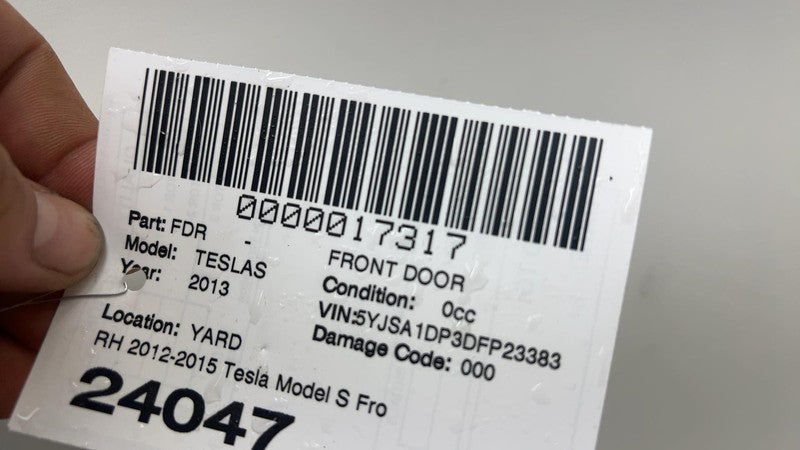 0000017317
Part: FDR - FRONT DOOR
Model: TESLAS Condition: 0cc
Year: 2013 VIN:5YJSA1DP3DFP23383
Location: YARD Damage Code: 000
RH 2012-2015 Tesla Model S Fro
24047